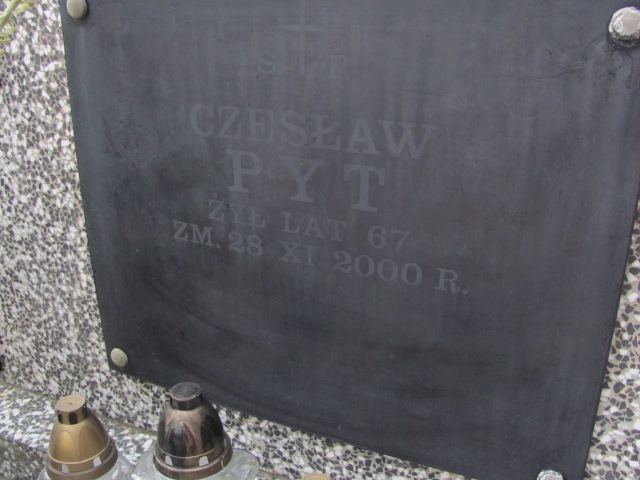 Ś. P.
CZESŁAW
PYT
ŻYŁ LAT 67
ZM. 28 XI 2000 R.